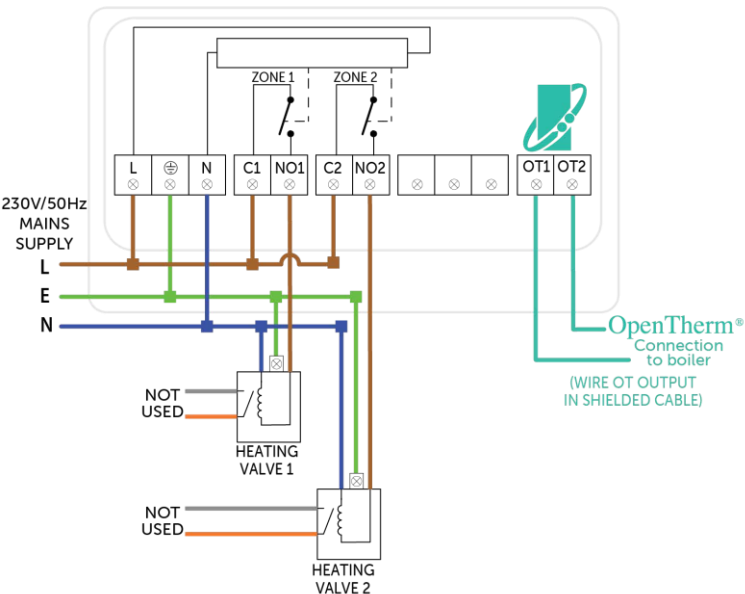 ZONE 1 ZONE 2
L N C1 NO1 C2 NO2 OT1 OT2
230V/50Hz
MAINS
SUPPLY
L
E
N
OpenTherm®
Connection
to boiler
(WIRE OT OUTPUT
IN SHIELDED CABLE)
NOT
USED
HEATING
VALVE 1
NOT
USED
HEATING
VALVE 2